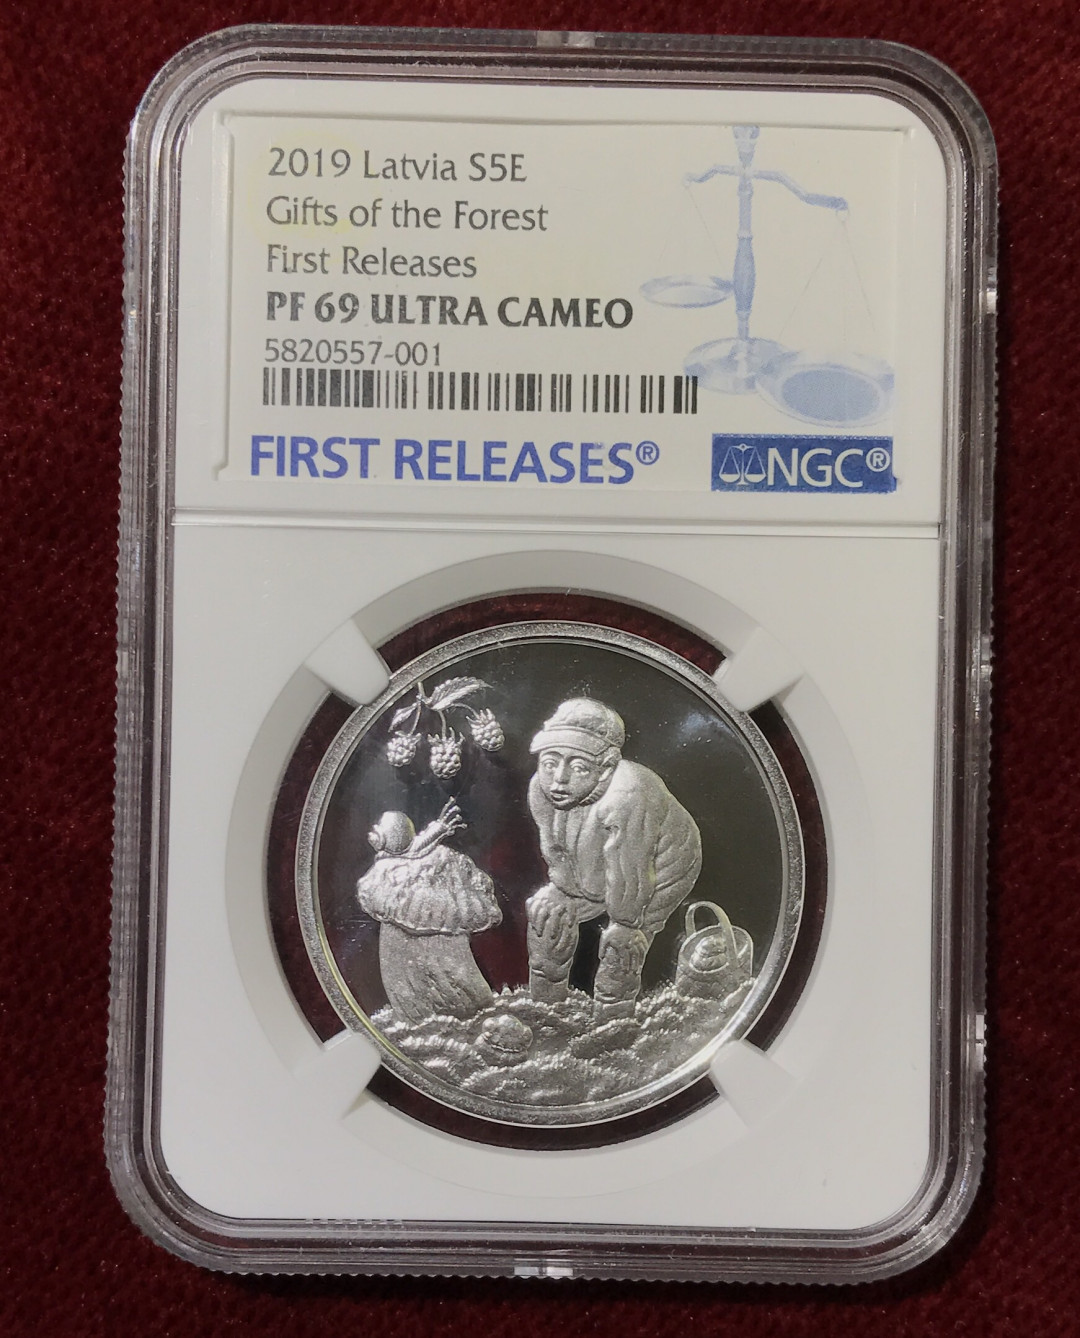 2019 Latvia S5E
Gifts of the Forest
First Releases
PF 69 ULTRA CAMEO
5820557-001
FIRST RELEASES®
NGC®